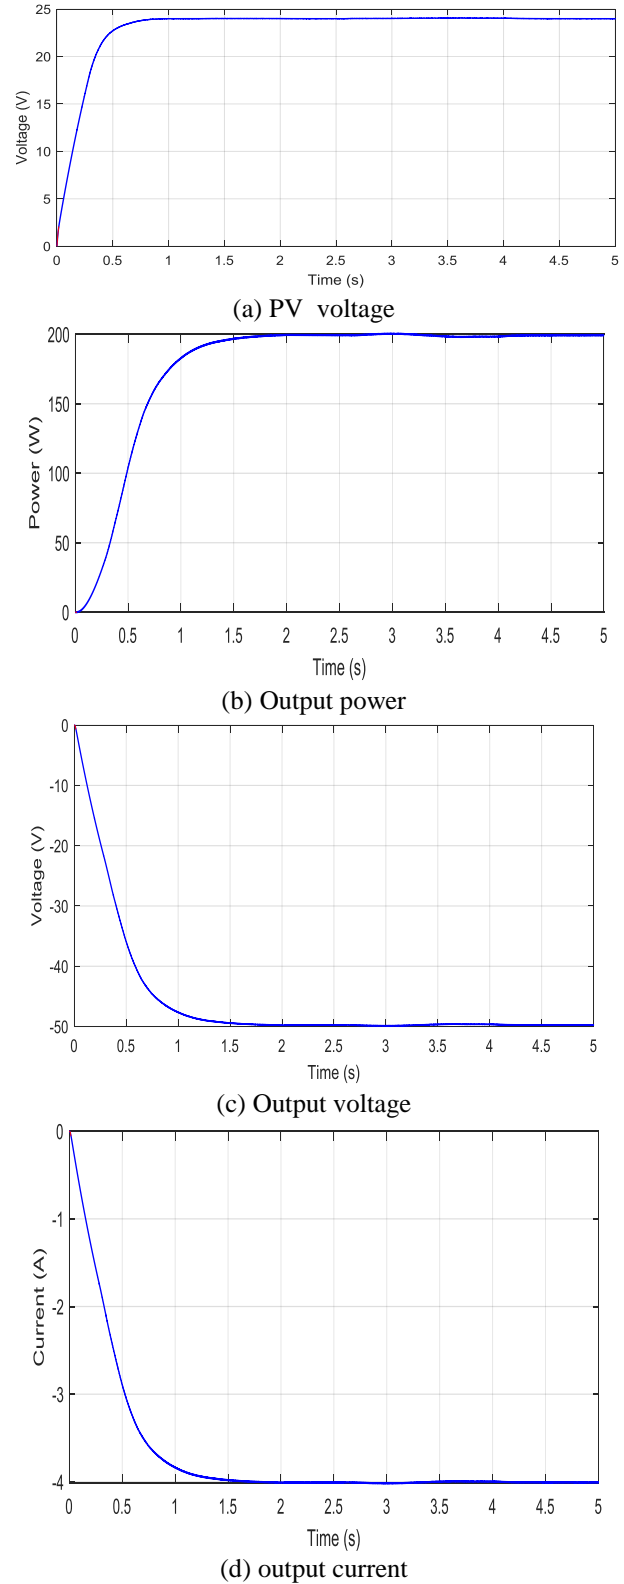 25
20
15
10
5
0
Voltage (V)
0 0.5 1 1.5 2 2.5 3 3.5 4 4.5 5
Time (s)
(a) PV voltage
200
150
100
50
0
Power (W)
0 0.5 1 1.5 2 2.5 3 3.5 4 4.5 5
Time (s)
(b) Output power
0
-10
-20
-30
-40
-50
Voltage (V)
0 0.5 1 1.5 2 2.5 3 3.5 4 4.5 5
Time (s)
(c) Output voltage
0
-1
-2
-3
-4
Current (A)
0 0.5 1 1.5 2 2.5 3 3.5 4 4.5 5
Time (s)
(d) output current